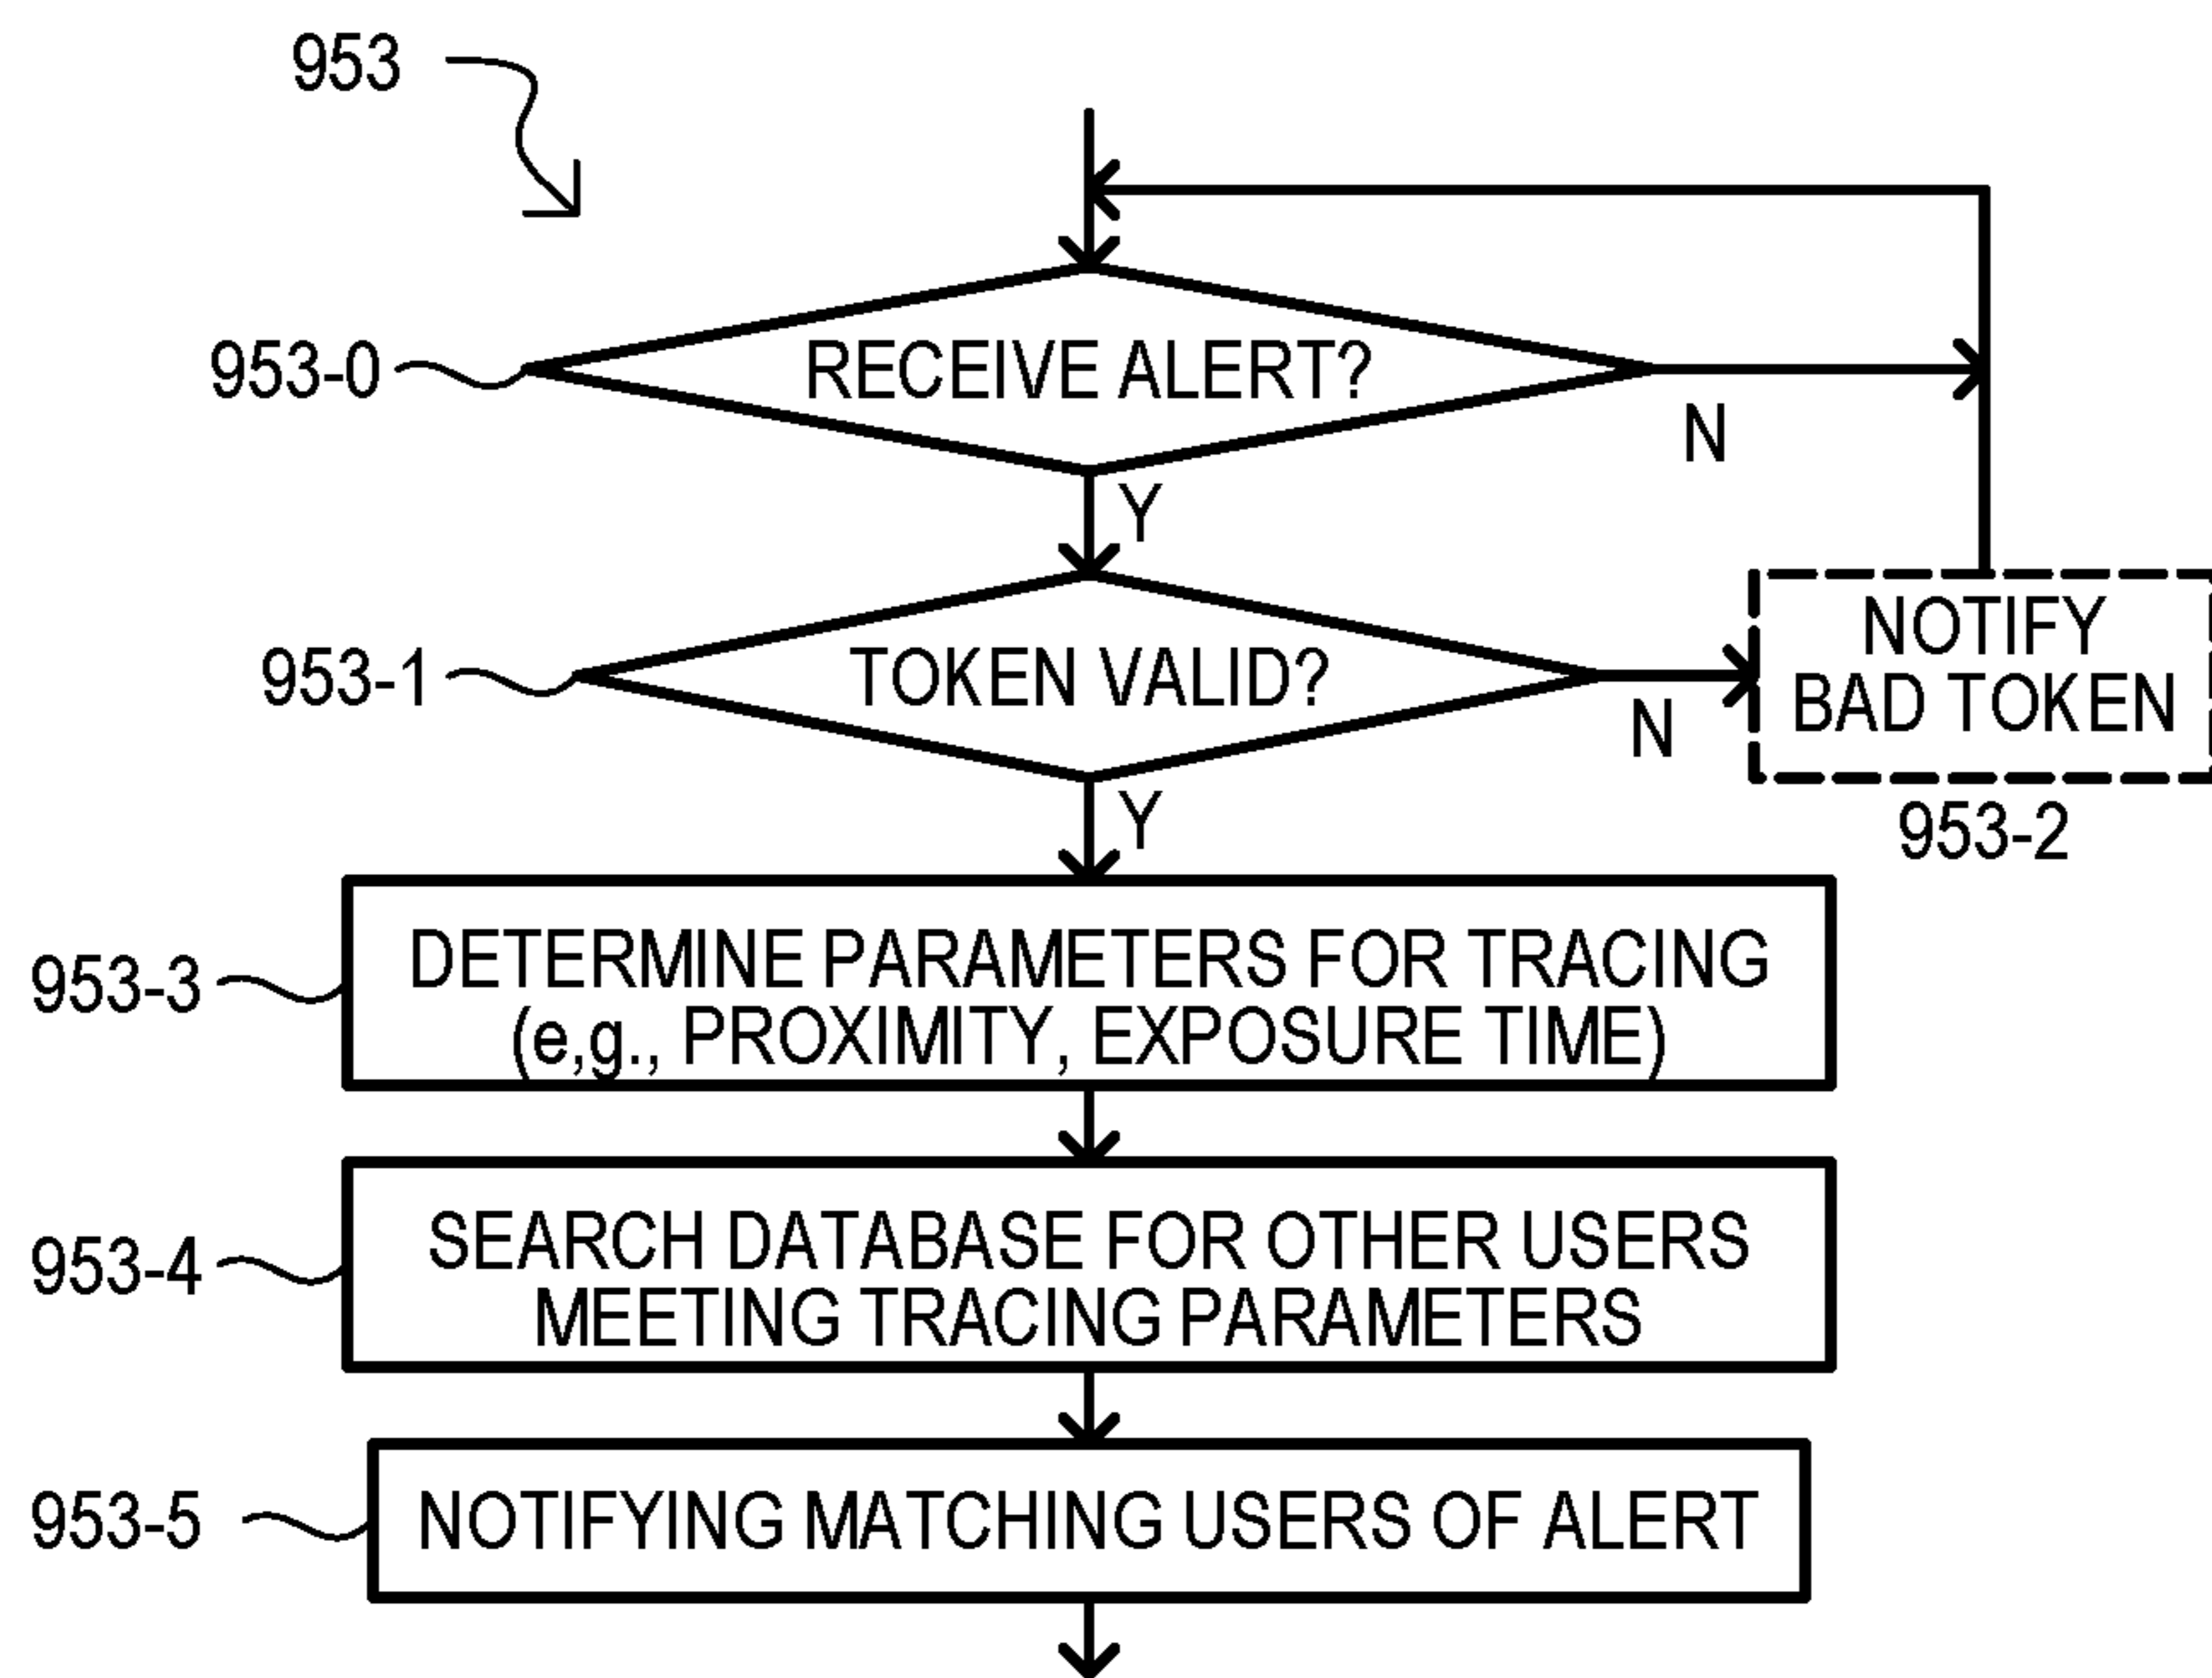 953
953-0
RECEIVE ALERT?
N
Y
953-1
TOKEN VALID?
N
NOTIFY
BAD TOKEN
953-2
Y
953-3
DETERMINE PARAMETERS FOR TRACING
(e,g., PROXIMITY, EXPOSURE TIME)
953-4
SEARCH DATABASE FOR OTHER USERS
MEETING TRACING PARAMETERS
953-5
NOTIFYING MATCHING USERS OF ALERT